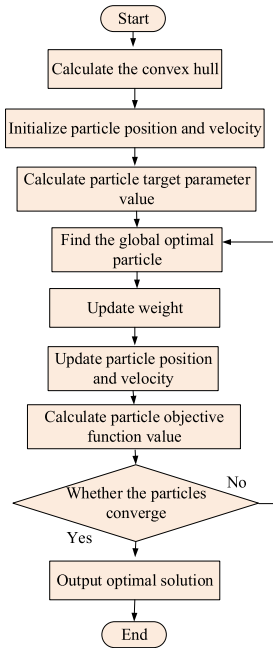 Start
Calculate the convex hull
Initialize particle position and velocity
Calculate particle target parameter
value
Find the global optimal
particle
Update weight
Update particle position
and velocity
Calculate particle objective
function value
Whether the particles
converge
No
Yes
Output optimal solution
End